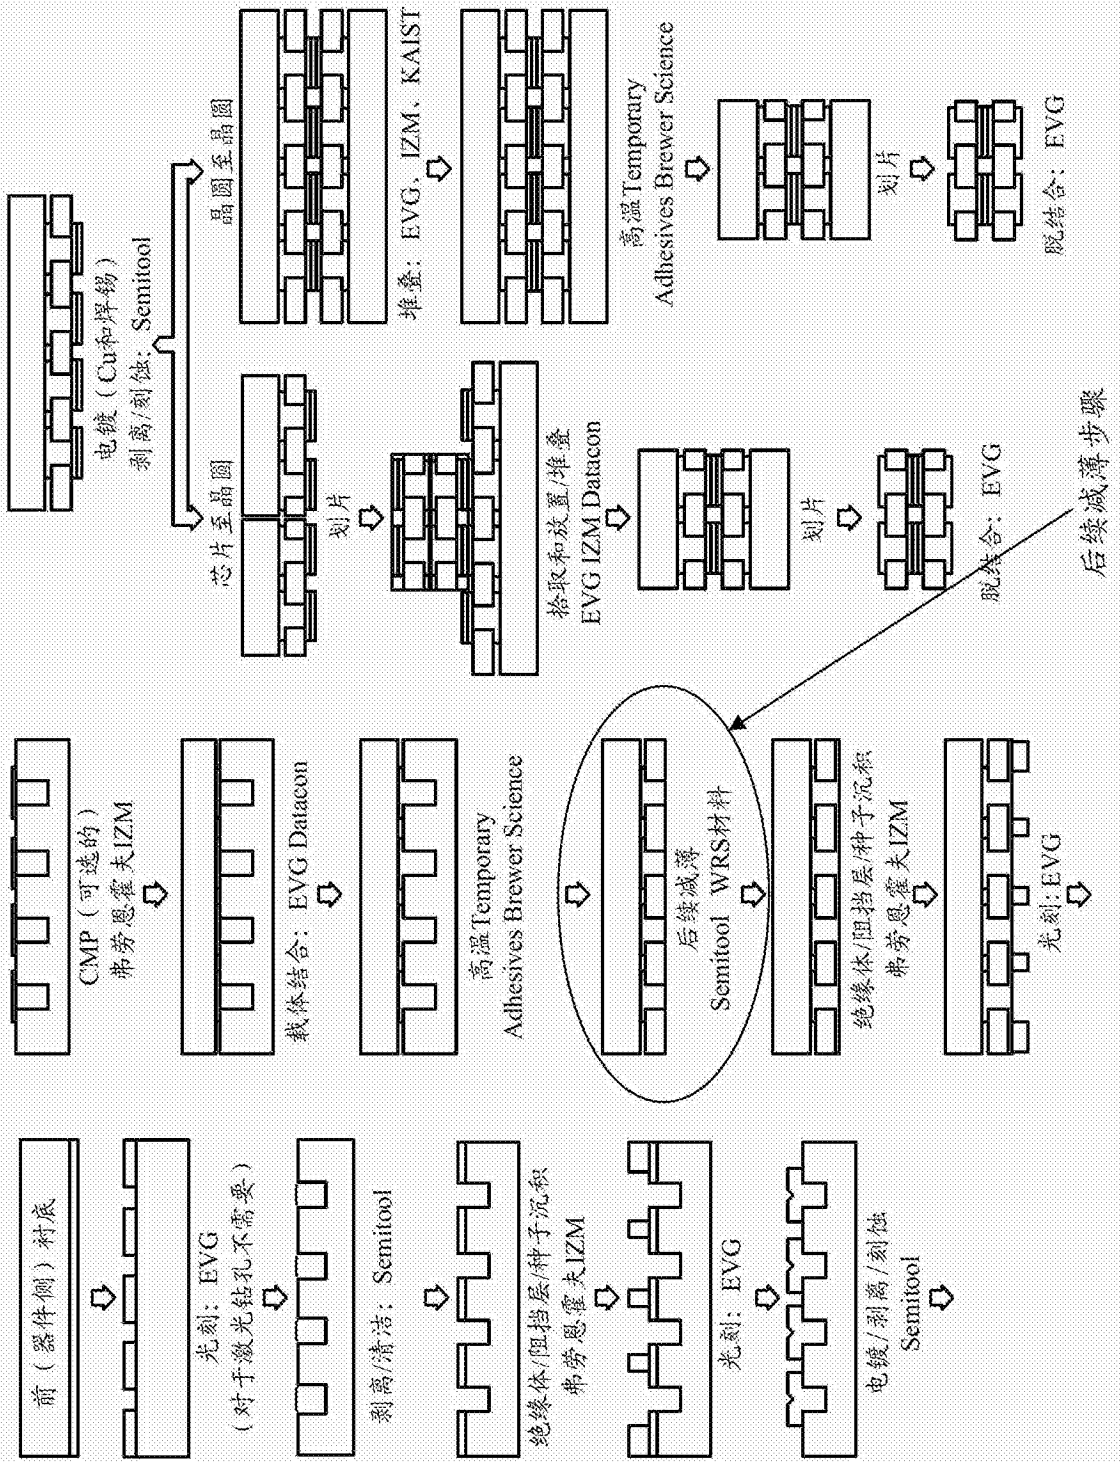 前（器件侧）衬底
光刻：EVG
（对于激光钻孔不需要）
剥离/清洁：Semitool
绝缘体/阻挡层/种子沉积
弗劳恩霍夫IZM
光刻：EVG
电镀/剥离/刻蚀
Semitool
CMP（可选的）
弗劳恩霍夫IZM
载体结合：EVG Datacon
高温Temporary
Adhesives Brewer Science
后续减薄
Semitool WRS材料
绝缘体/阻挡层/种子沉积
弗劳恩霍夫IZM
光刻:EVG
电镀（Cu和焊锡）
剥离/刻蚀：Semitool
芯片至晶圆
划片
拾取和放置/堆叠
EVG IZM Datacon
划片
脱结合：EVG
晶圆至晶圆
堆叠：EVG、IZM、KAIST
高温Temporary
Adhesives Brewer Science
划片
脱结合：EVG
后续减薄步骤